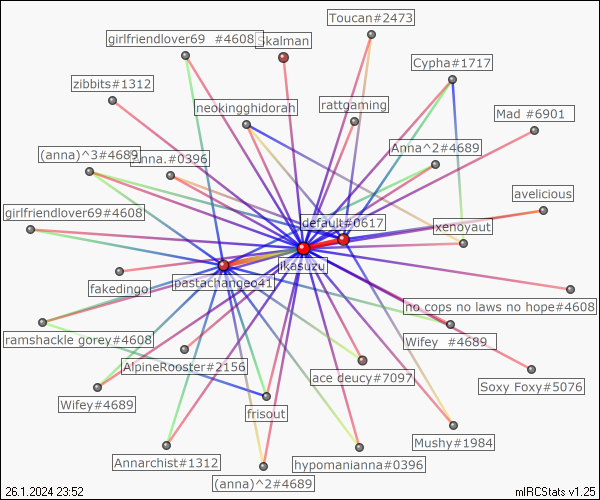 Toucan#2473
girlfriendlover69 #4608
Skalman
Cypha#1717
zibbits#1312
neokingghidorah
rattgaming
Mad #6901
Anna^2#4689
(anna)^3#4689
Anna.#0396
avelicious
girlfriendlover69#4608
default#0617
xenoyaut
ikasuzu
pastachangeo41
fakedingo
no cops no laws no hope#4608
ramshackle gorey#4608
Wifey #4689
AlpineRooster#2156
ace deucy#7097
Soxy Foxy#5076
Wifey#4689
frisout
Mushy#1984
Annarchist#1312
hypomanianna#0396
(anna)^2#4689
26.1.2024 23:52
mIRCStats v1.25